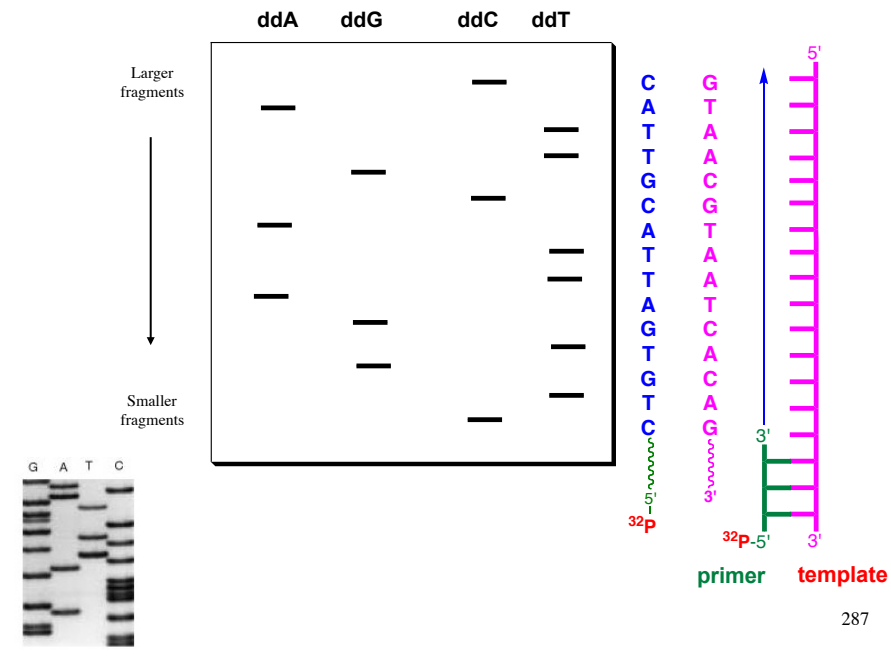 ddA ddG ddC ddT
5'
Larger
fragments
C G
A T
T A
T A
G C
C G
A T
T A
T A
A T
G C
T A
G C
T A
C G
Smaller
fragments
3'
5'
3'
32P
32P-5'
3'
primer template
G A T C
287